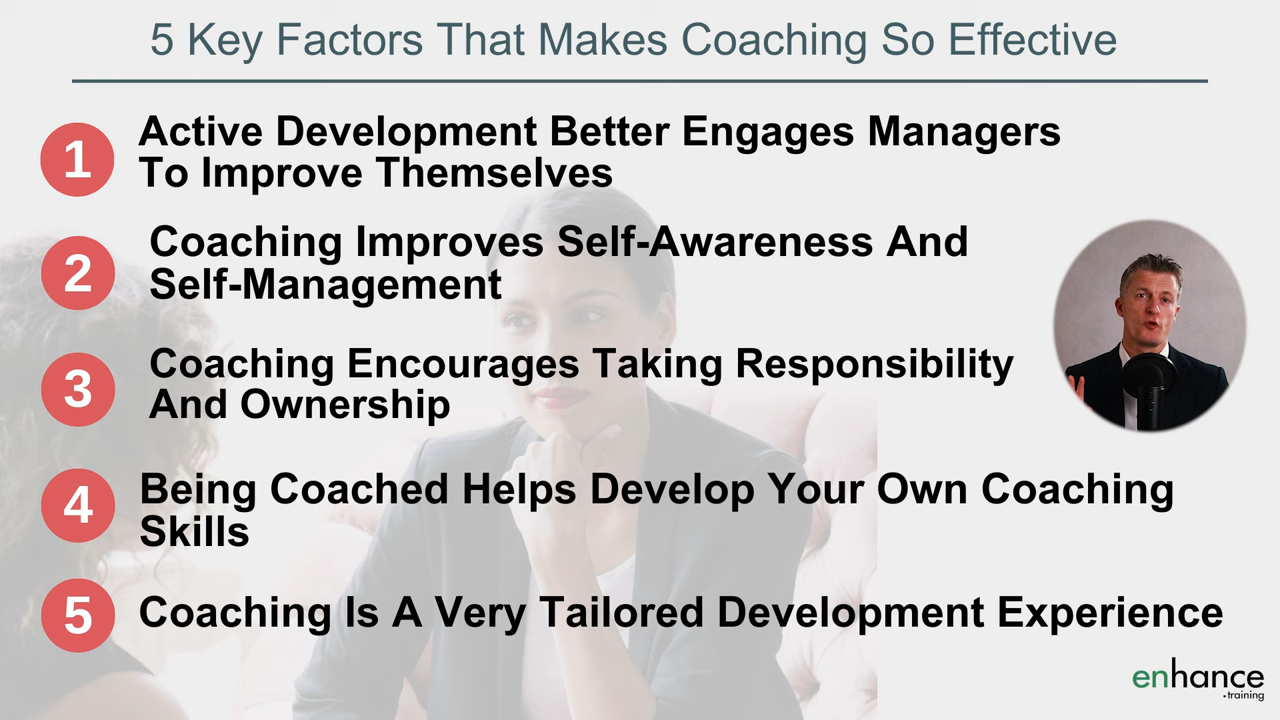 5 Key Factors That Makes Coaching So Effective
1
Active Development Better Engages Managers
To Improve Themselves
2
Coaching Improves Self-Awareness And
Self-Management
3
Coaching Encourages Taking Responsibility
And Ownership
4
Being Coached Helps Develop Your Own Coaching
Skills
5
Coaching Is A Very Tailored Development Experience
enhance
.training